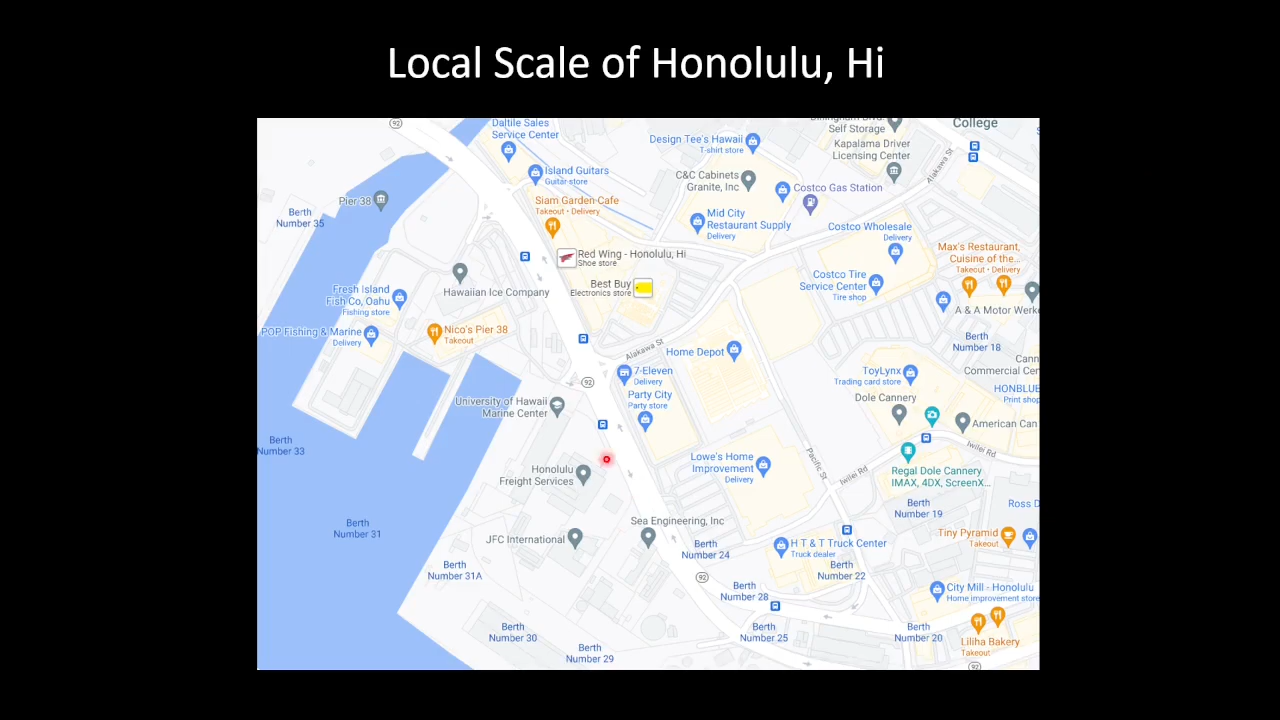 Local Scale of Honolulu, Hi
92
Daltile Sales
Service Center
Island Guitars
Guitar store
Siam Garden Cafe
Takeout • Delivery
Pier 38
Berth
Number 35
Design Tee's Hawaii
T-shirt store
C&C Cabinets
Granite, Inc
Mid City
Restaurant Supply
Delivery
Self Storage
Kapalama Driver
Licensing Center
College
Alakawa St
Costco Gas Station
Costco Wholesale
Delivery
Costco Tire
Service Center
Tire shop
Max's Restaurant,
Cuisine of the...
Takeout • Delivery
A & A Motor Werke
Berth
Number 18
Red Wing - Honolulu, Hi
Shoe store
Best Buy
Electronics store
Hawaiian Ice Company
Fresh Island
Fish Co, Oahu
Fishing store
POP Fishing & Marine
Delivery
Nico's Pier 38
Takeout
Alakawa St
Home Depot
92
7-Eleven
Delivery
Party City
Party store
University of Hawaii
Marine Center
ToyLynx
Trading card store
Dole Cannery
Cann
Commercial Cen
HONBLUE
Print shop
American Can
Iwilei Rd
Berth
Number 33
Honolulu
Freight Services
Lowe's Home
Improvement
Delivery
Pacific St
Iwilei Rd
Regal Dole Cannery
IMAX, 4DX, ScreenX...
Berth
Number 19
Ross D
Berth
Number 31
JFC International
Sea Engineering, Inc
Berth
Number 24
H T & T Truck Center
Truck dealer
Berth
Number 22
Tiny Pyramid
Takeout
Berth
Number 31A
92
Berth
Number 28
City Mill - Honolulu
Home improvement store
Berth
Number 30
Berth
Number 29
Berth
Number 25
Berth
Number 20
Liliha Bakery
Takeout
92